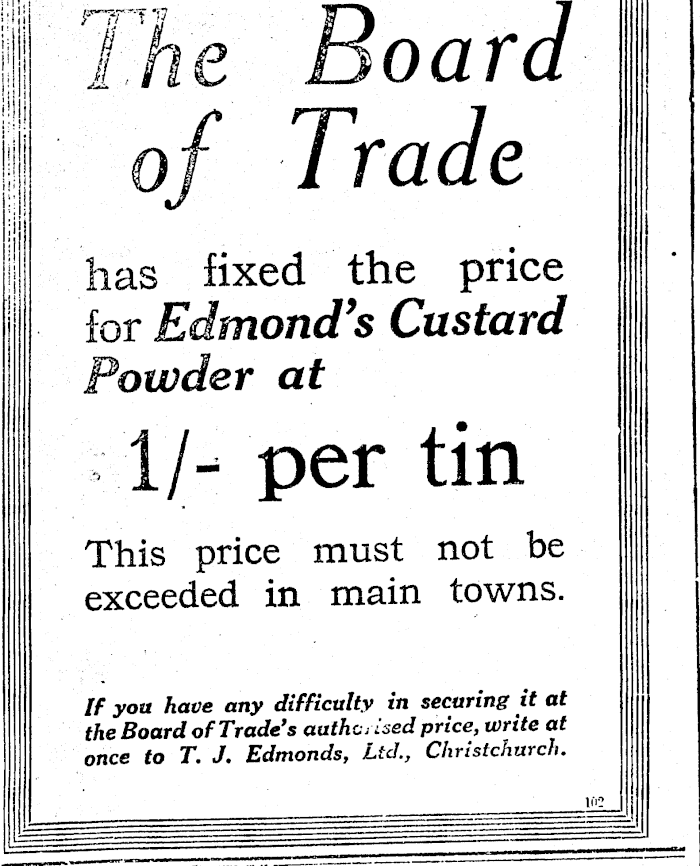 The Board
of Trade
has fixed the price
for Edmond's Custard
Powder at
1/- per tin
This price must not be
exceeded in main towns.
If you have any difficulty in securing it at
the Board of Trade's authorised price, write at
once to T. J. Edmonds, Ltd., Christchurch.
102